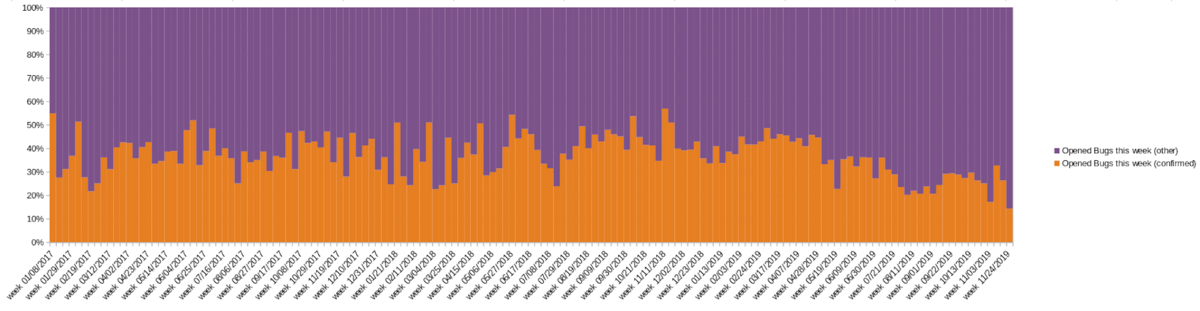 100%
90%
80%
70%
60%
50%
40%
30%
20%
10%
0%
week 01/08/2017
week 01/29/2017
week 02/19/2017
week 03/12/2017
week 04/02/2017
week 04/23/2017
week 05/14/2017
week 06/04/2017
week 06/25/2017
week 07/16/2017
week 08/06/2017
week 08/27/2017
week 09/17/2017
week 10/08/2017
week 10/29/2017
week 11/19/2017
week 12/10/2017
week 12/31/2017
week 01/21/2018
week 02/11/2018
week 03/04/2018
week 03/25/2018
week 04/15/2018
week 05/06/2018
week 05/27/2018
week 06/17/2018
week 07/08/2018
week 07/29/2018
week 08/19/2018
week 09/09/2018
week 09/30/2018
week 10/21/2018
week 11/11/2018
week 12/02/2018
week 12/23/2018
week 01/13/2019
week 02/03/2019
week 02/24/2019
week 03/17/2019
week 04/07/2019
week 04/28/2019
week 05/19/2019
week 06/09/2019
week 06/30/2019
week 07/21/2019
week 08/11/2019
week 09/01/2019
week 09/22/2019
week 10/13/2019
week 11/03/2019
week 11/24/2019
Opened Bugs this week (other)
Opened Bugs this week (confirmed)